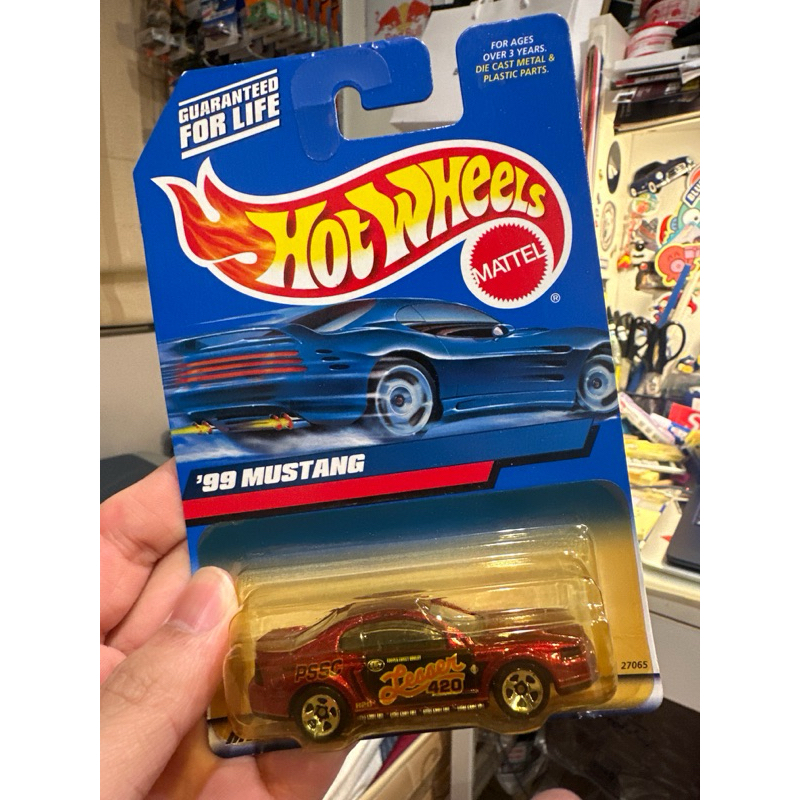 GUARANTEED
FOR LIFE
FOR AGES
OVER 3 YEARS.
DIE CAST METAL &
PLASTIC PARTS.
HOT WHEELS
MATTEL
®
'99 MUSTANG
PSSC
Lesson
420
27065